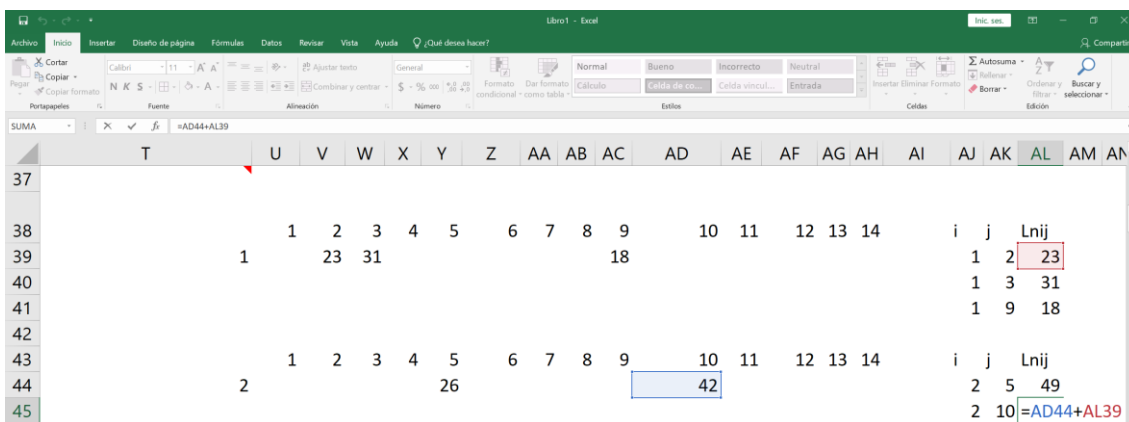 Libro1 - Excel
Inic. ses.
Archivo Inicio Insertar Diseño de página Fórmulas Datos Revisar Vista Ayuda ¿Qué desea hacer? Compartir
Pegar
Cortar
Copiar
Copiar formato
Portapapeles
Calibri 11 A A
N K S A
Fuente
Ajustar texto
Combinar y centrar
Alineación
General
$ % 000
Número
Formato condicional
Dar formato como tabla
Normal Bueno Incorrecto Neutral
Cálculo Celda de co... Celda vincul... Entrada
Estilos
Insertar Eliminar Formato
Celdas
Autosuma
Rellenar
Borrar
Ordenar y filtrar
Buscar y seleccionar
Edición
SUMA fx =AD44+AL39
T U V W X Y Z AA AB AC AD AE AF AG AH AI AJ AK AL AM AN
37
38 1 2 3 4 5 6 7 8 9 10 11 12 13 14 i j Lnij
39 1 23 31 18 1 2 23
40 1 3 31
41 1 9 18
42
43 1 2 3 4 5 6 7 8 9 10 11 12 13 14 i j Lnij
44 2 26 42 2 5 49
45 2 10 =AD44+AL39